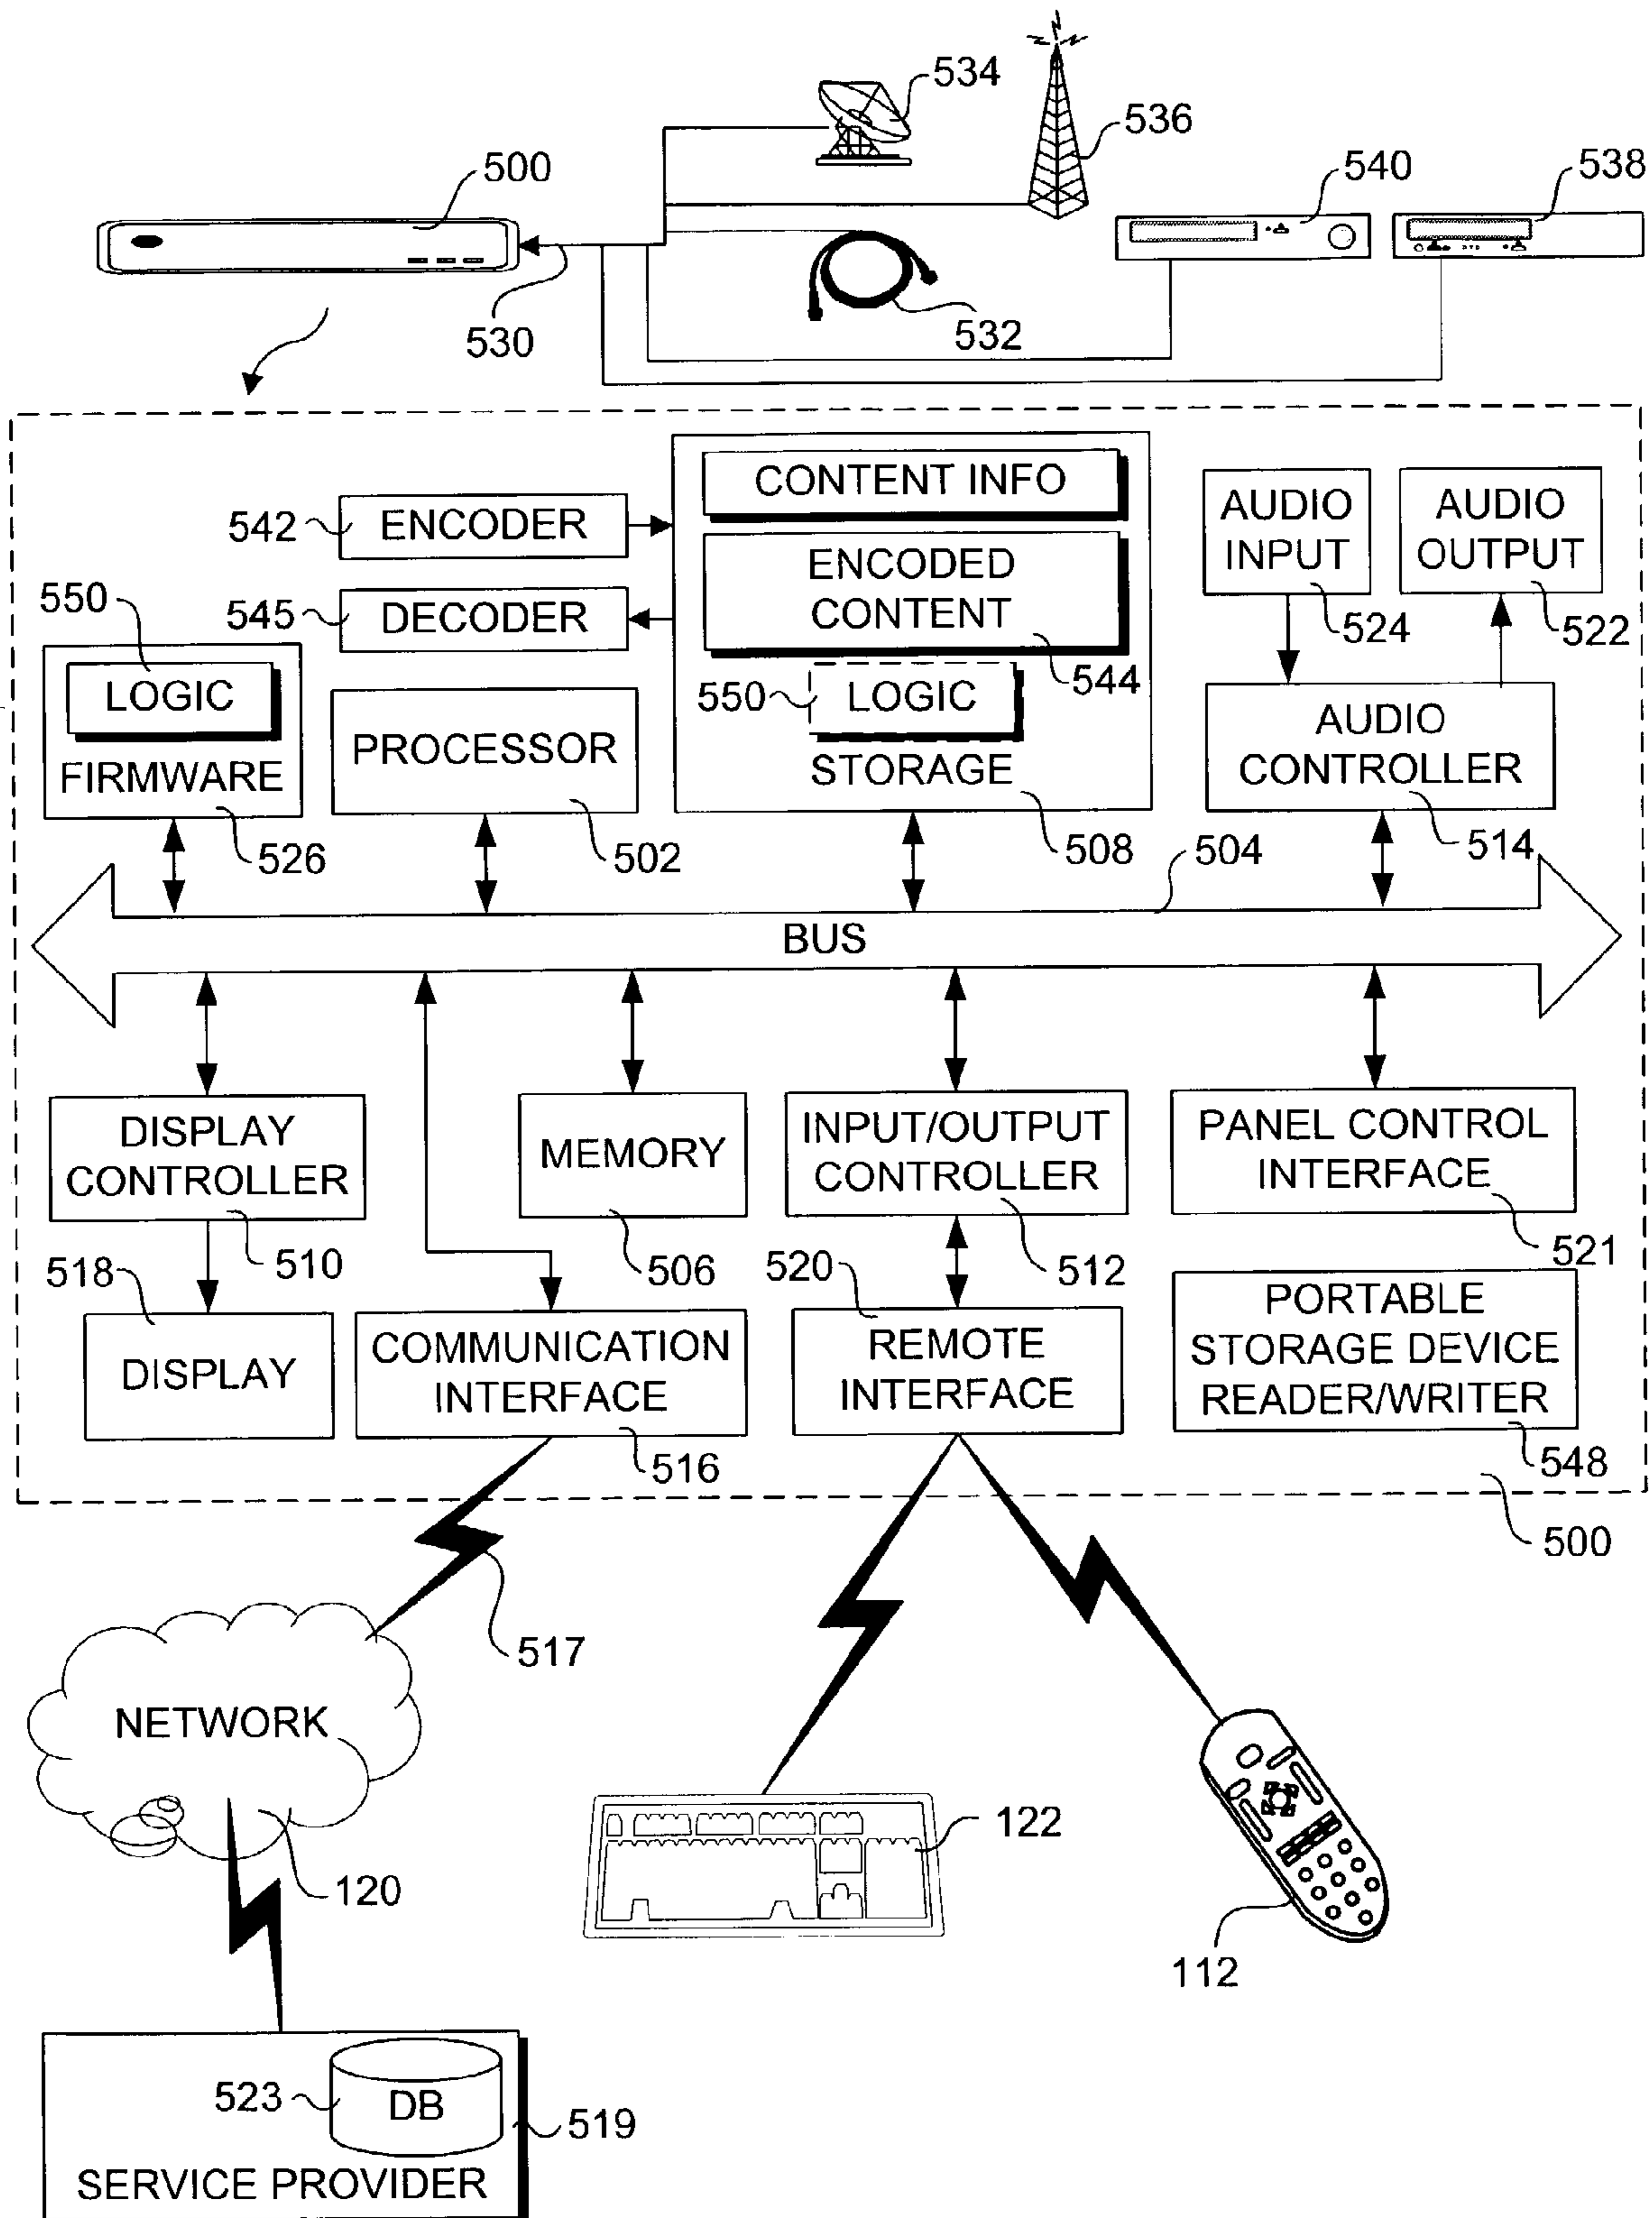 534
536
500
540
538
530
532
CONTENT INFO
542
ENCODER
ENCODED
CONTENT
544
545
DECODER
AUDIO
INPUT
524
AUDIO
OUTPUT
522
550
LOGIC
FIRMWARE
526
PROCESSOR
502
550
LOGIC
STORAGE
508
AUDIO
CONTROLLER
514
504
BUS
DISPLAY
CONTROLLER
510
MEMORY
506
INPUT/OUTPUT
CONTROLLER
512
PANEL CONTROL
INTERFACE
521
518
DISPLAY
COMMUNICATION
INTERFACE
516
520
REMOTE
INTERFACE
PORTABLE
STORAGE DEVICE
READER/WRITER
548
500
517
NETWORK
120
122
112
523
DB
519
SERVICE PROVIDER